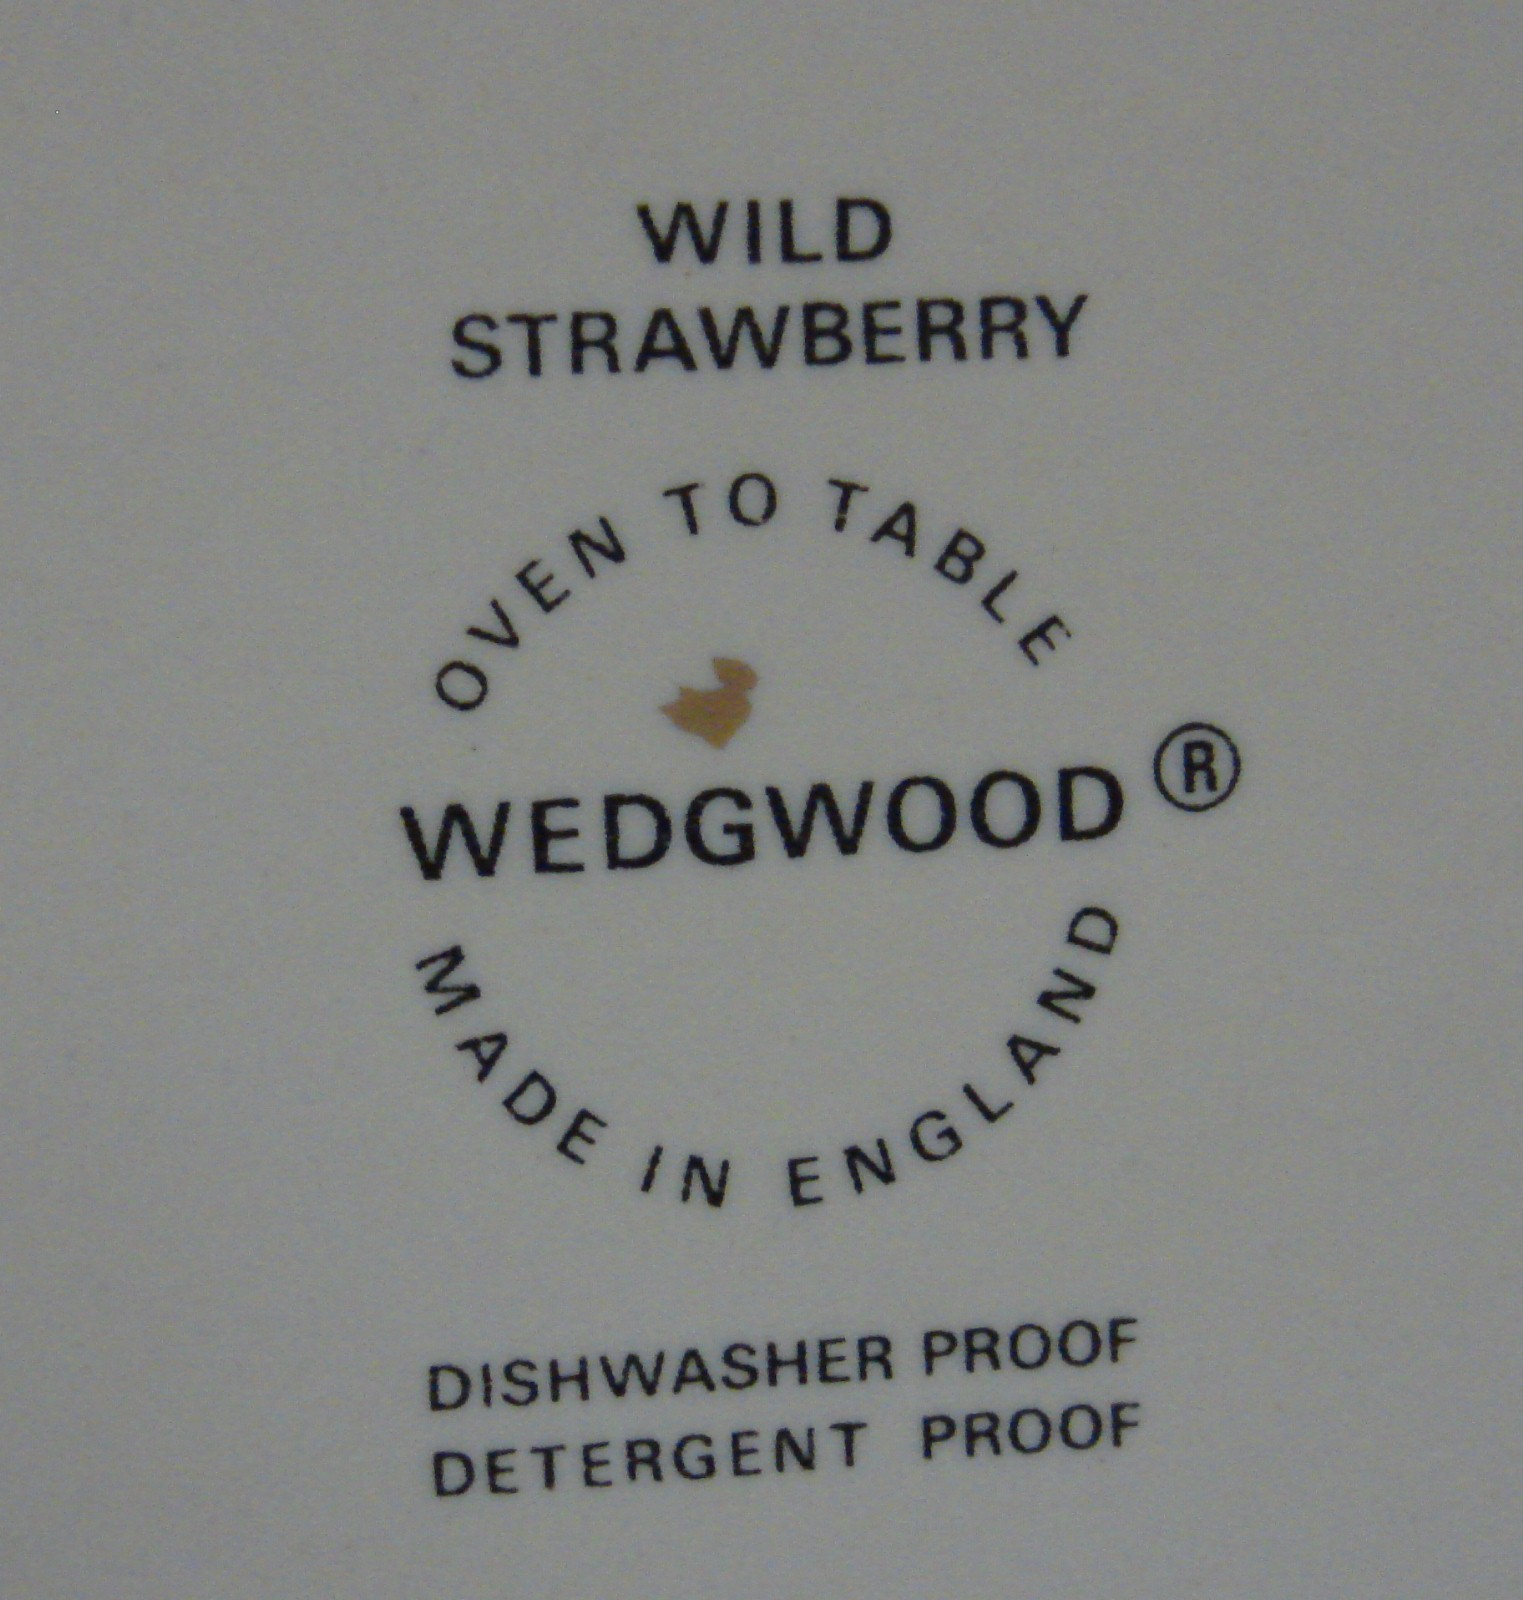 WILD
STRAWBERRY
OVEN TO TABLE
WEDGWOOD®
MADE IN ENGLAND
DISHWASHER PROOF
DETERGENT PROOF